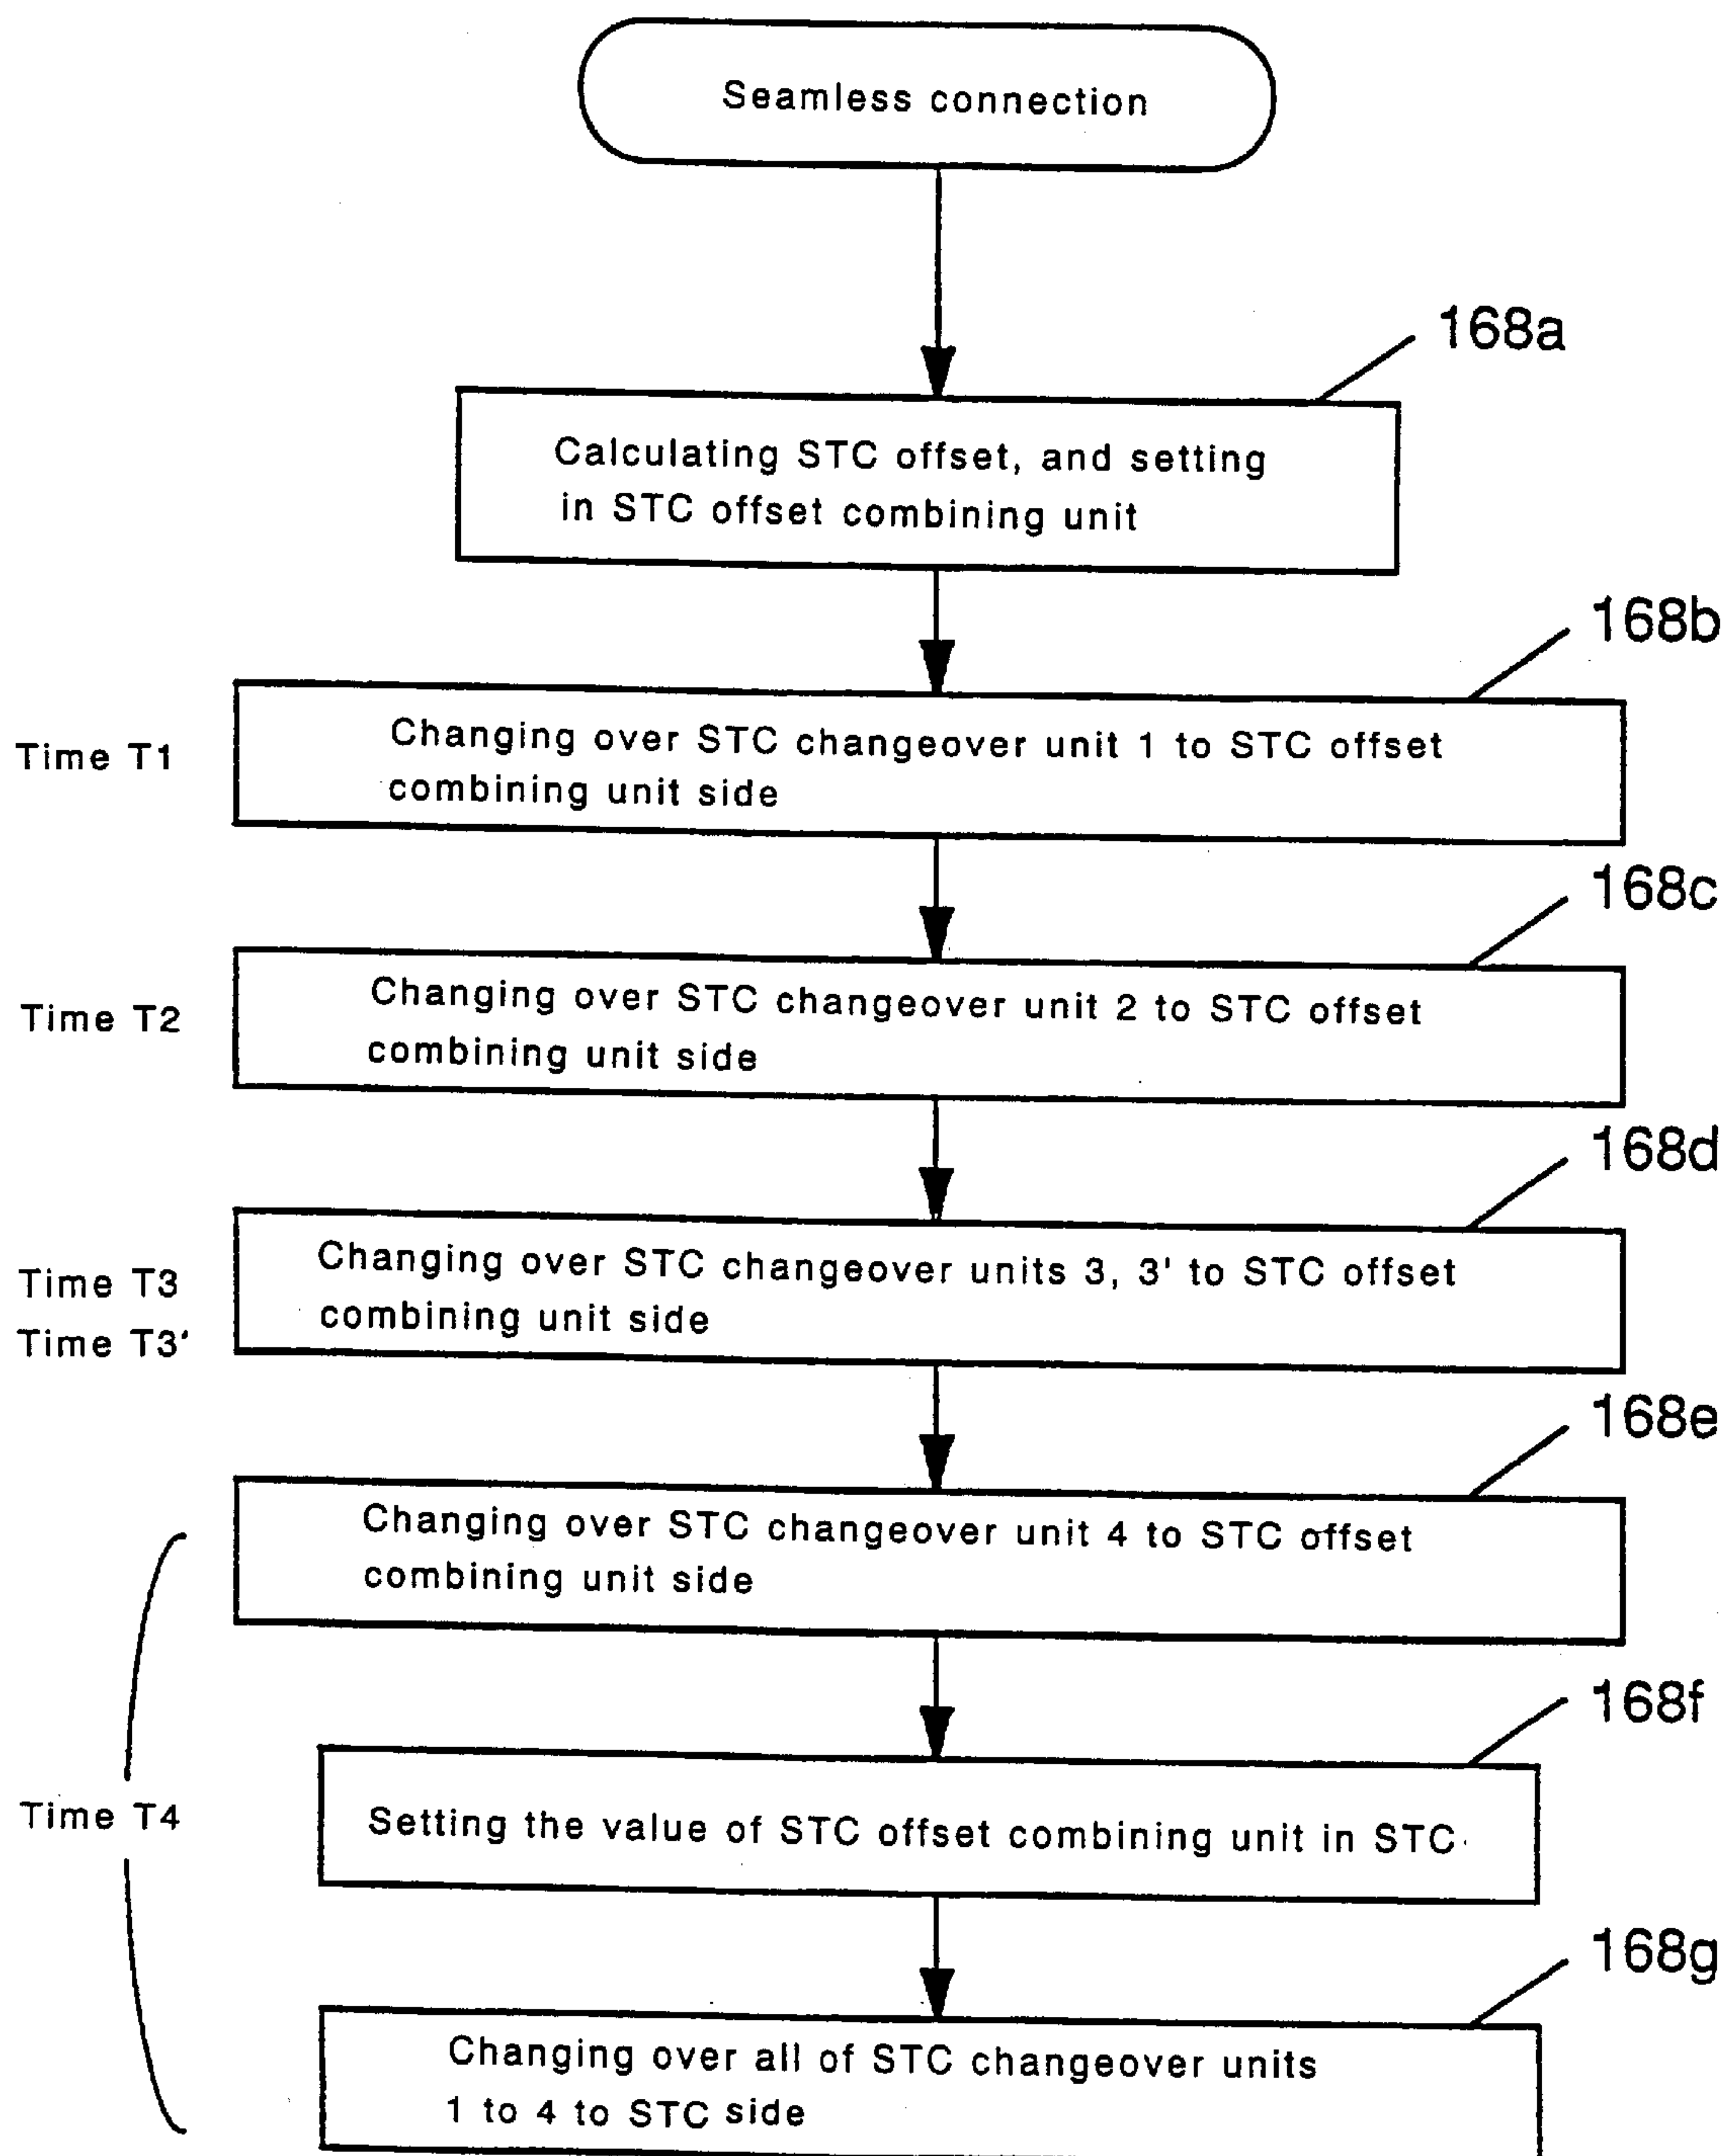 Seamless connection
168a
Calculating STC offset, and setting
in STC offset combining unit
168b
Time T1
Changing over STC changeover unit 1 to STC offset
combining unit side
168c
Time T2
Changing over STC changeover unit 2 to STC offset
combining unit side
168d
Time T3
Time T3'
Changing over STC changeover units 3, 3' to STC offset
combining unit side
168e
Changing over STC changeover unit 4 to STC offset
combining unit side
168f
Time T4
Setting the value of STC offset combining unit in STC
168g
Changing over all of STC changeover units
1 to 4 to STC side